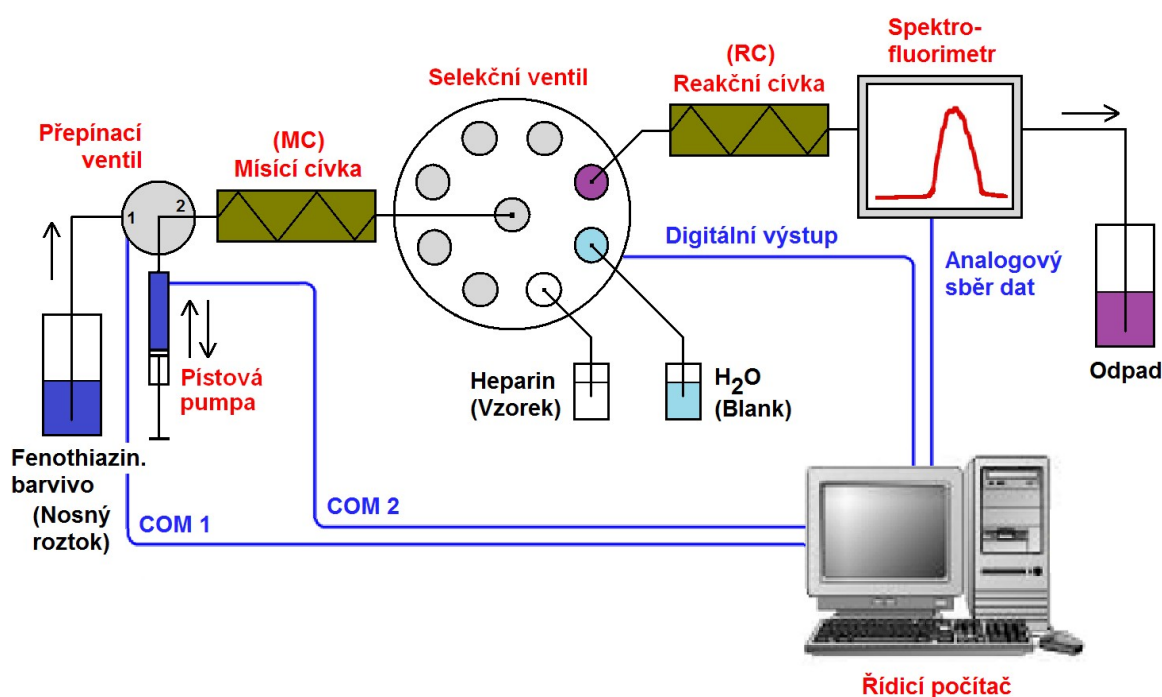 Spektro-
fluorimetr
(RC)
Reakční cívka
Selekční ventil
Přepínací
ventil
(MC)
Mísící cívka
1
2
Digitální výstup
Analogový
sběr dat
Pístová
pumpa
Heparin
(Vzorek)
H₂O
(Blank)
Odpad
Fenothiazin.
barvivo
(Nosný
roztok)
COM 1
COM 2
Řídicí počítač